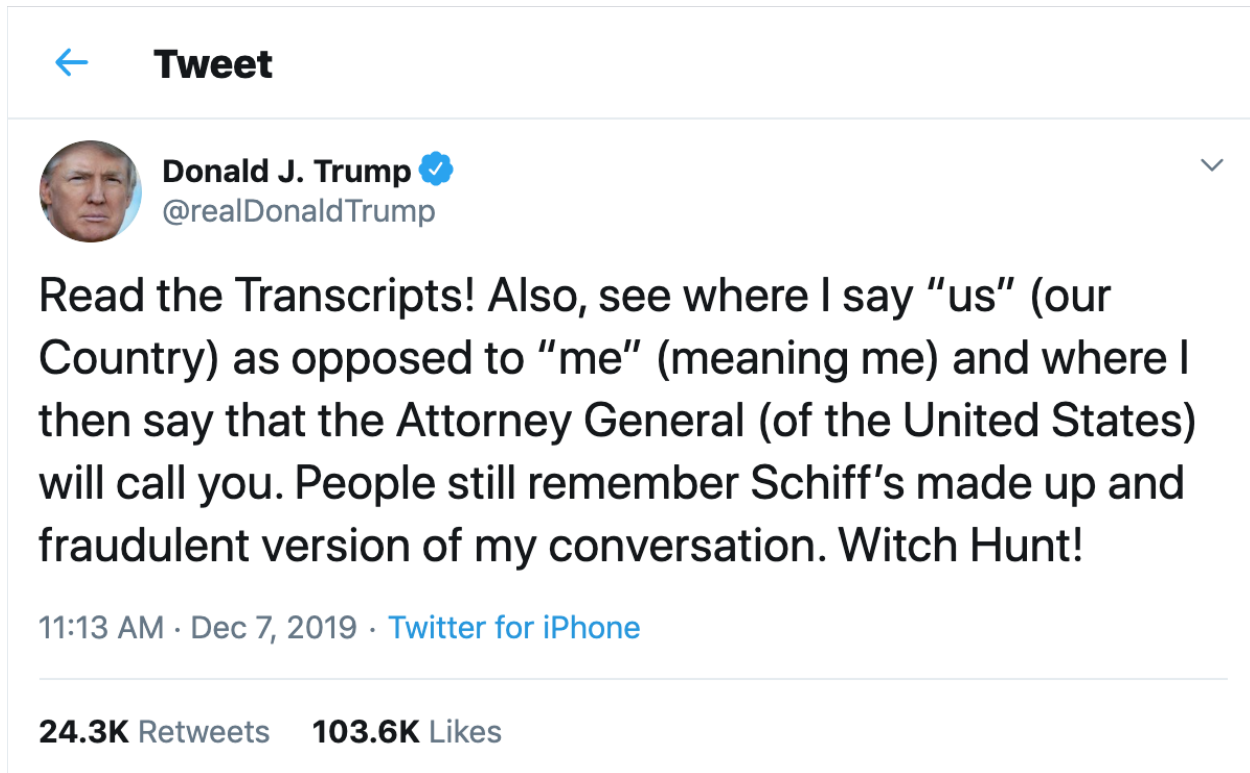 Tweet
Donald J. Trump
@realDonaldTrump
Read the Transcripts! Also, see where I say “us” (our
Country) as opposed to “me” (meaning me) and where I
then say that the Attorney General (of the United States)
will call you. People still remember Schiff’s made up and
fraudulent version of my conversation. Witch Hunt!
11:13 AM · Dec 7, 2019 · Twitter for iPhone
24.3K Retweets 103.6K Likes